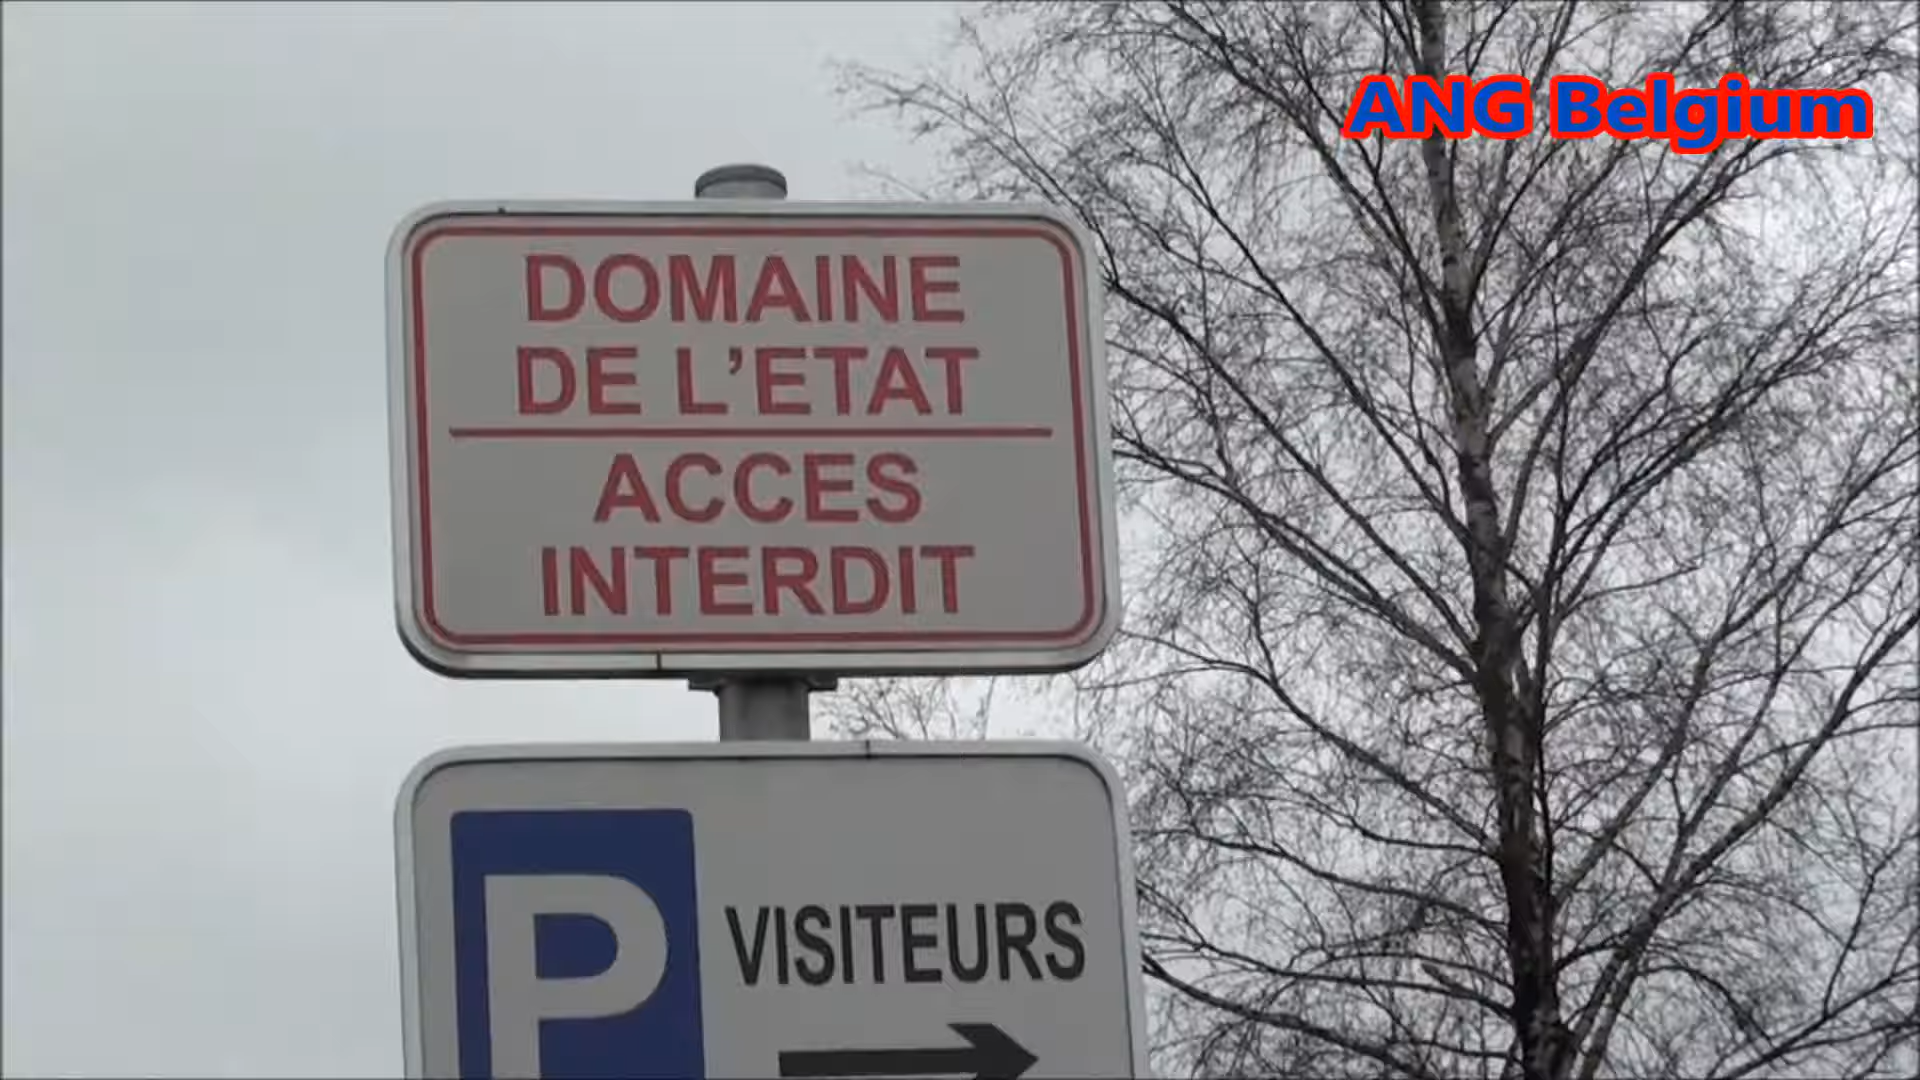 ANG Belgium
DOMAINE
DE L'ETAT
ACCES
INTERDIT
P
VISITEURS